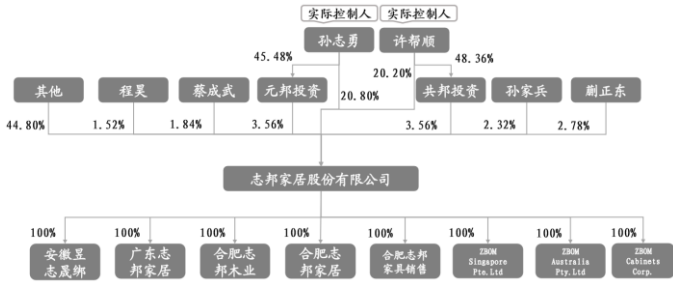 实际控制人 实际控制人
孙志勇 许帮顺
45.48% 48.36%
20.20%
其他 程昊 蔡成武 元邦投资 20.80% 共邦投资 孙家兵 蒯正东
44.80% 1.52% 1.84% 3.56% 3.56% 2.32% 2.78%
志邦家居股份有限公司
100% 100% 100% 100% 100% 100% 100% 100%
安徽昱 广东志 合肥志 合肥志 合肥志邦 ZBOM ZBOM ZBOM
志晟绑 邦家居 邦木业 邦家居 家具销售 Singapore Australia Cabinets
Pte.Ltd Pty.Ltd Corp.